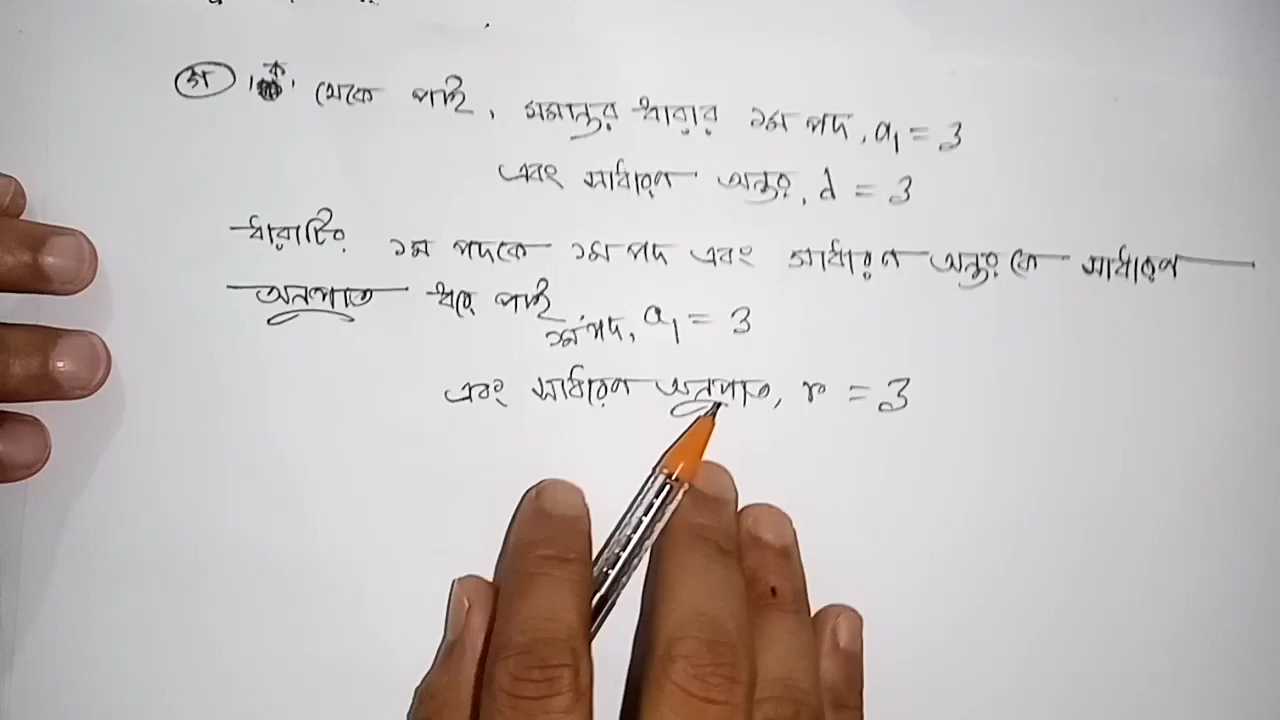 গ 'ক' থেকে পাই, সমান্তর ধারার ১ম পদ, a₁ = 3
এবং সাধারণ অন্তর, d = 3
ধারাটির ১ম পদকে ১ম পদ এবং সাধারণ অন্তর কে সাধারণ
অনুপাত ধরে পাই
১ম পদ, a₁ = 3
এবং সাধারণ অনুপাত, r = 3